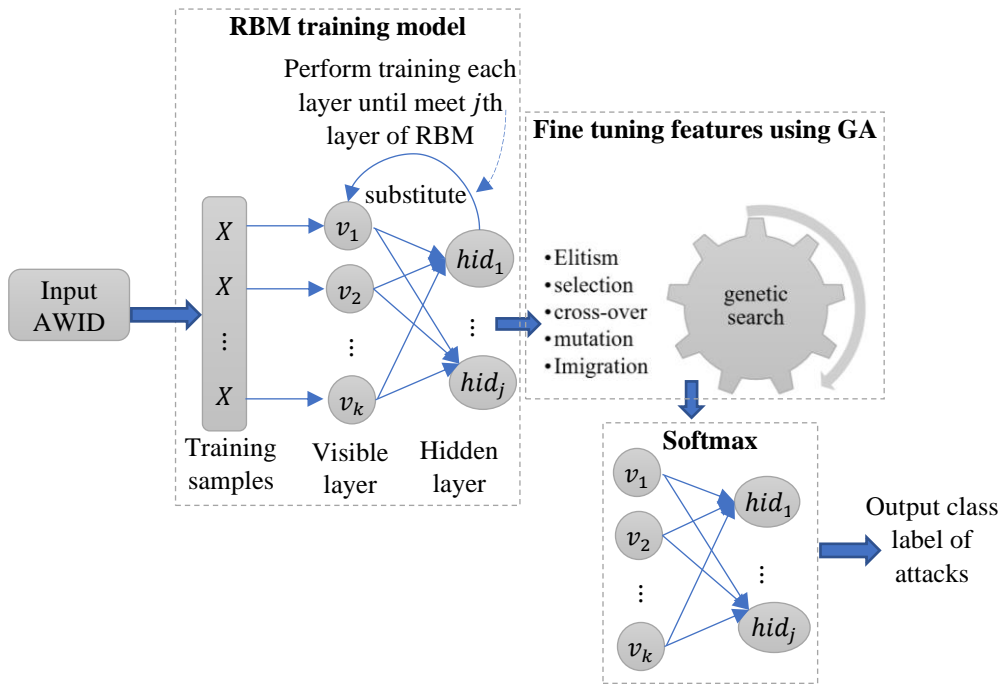 RBM training model
Perform training each
layer until meet jth
layer of RBM
substitute
Input
AWID
X
X
⋮
X
v₁
v₂
⋮
vₖ
hid₁
⋮
hidⱼ
Training
samples
Visible
layer
Hidden
layer
Fine tuning features using GA
•Elitism
•selection
•cross-over
•mutation
•Imigration
genetic
search
Softmax
v₁
v₂
⋮
vₖ
hid₁
⋮
hidⱼ
Output class
label of
attacks